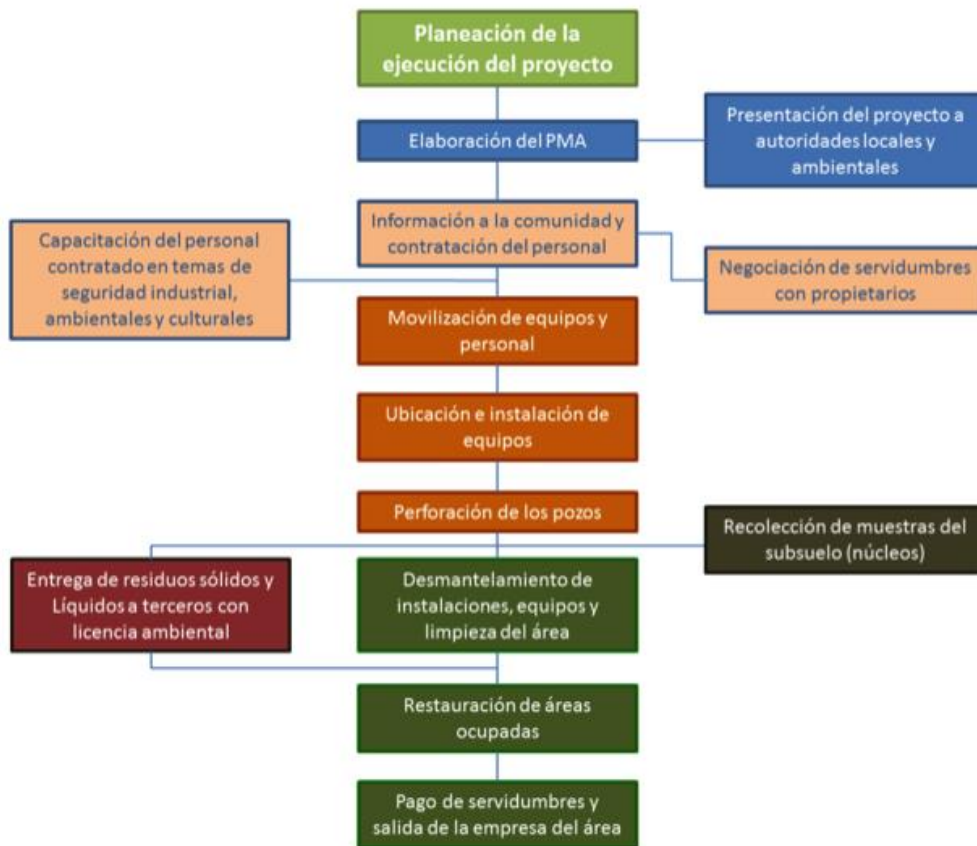 Planeación de la
ejecución del proyecto
Elaboración del PMA
Presentación del proyecto a
autoridades locales y
ambientales
Información a la comunidad y
contratación del personal
Capacitación del personal
contratado en temas de
seguridad industrial,
ambientales y culturales
Negociación de servidumbres
con propietarios
Movilización de equipos y
personal
Ubicación e instalación de
equipos
Perforación de los pozos
Recolección de muestras del
subsuelo (núcleos)
Entrega de residuos sólidos y
Líquidos a terceros con
licencia ambiental
Desmantelamiento de
instalaciones, equipos y
limpieza del área
Restauración de áreas
ocupadas
Pago de servidumbres y
salida de la empresa del área